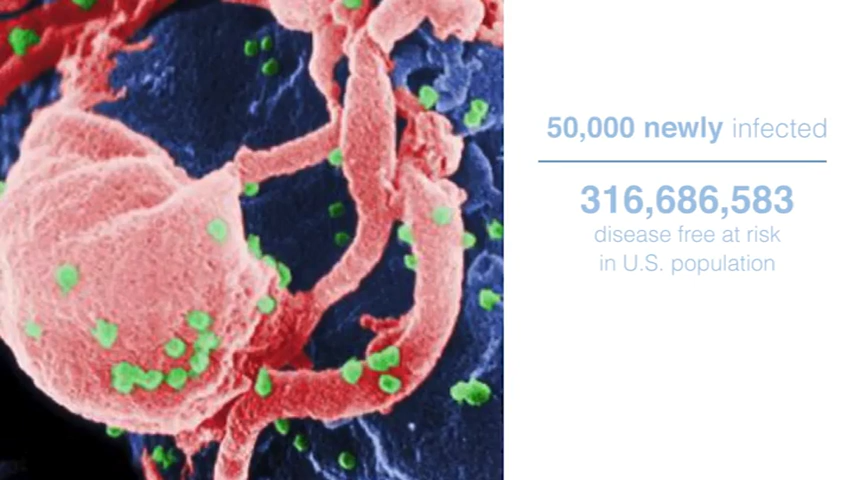 50,000 newly infected
316,686,583
disease free at risk
in U.S. population